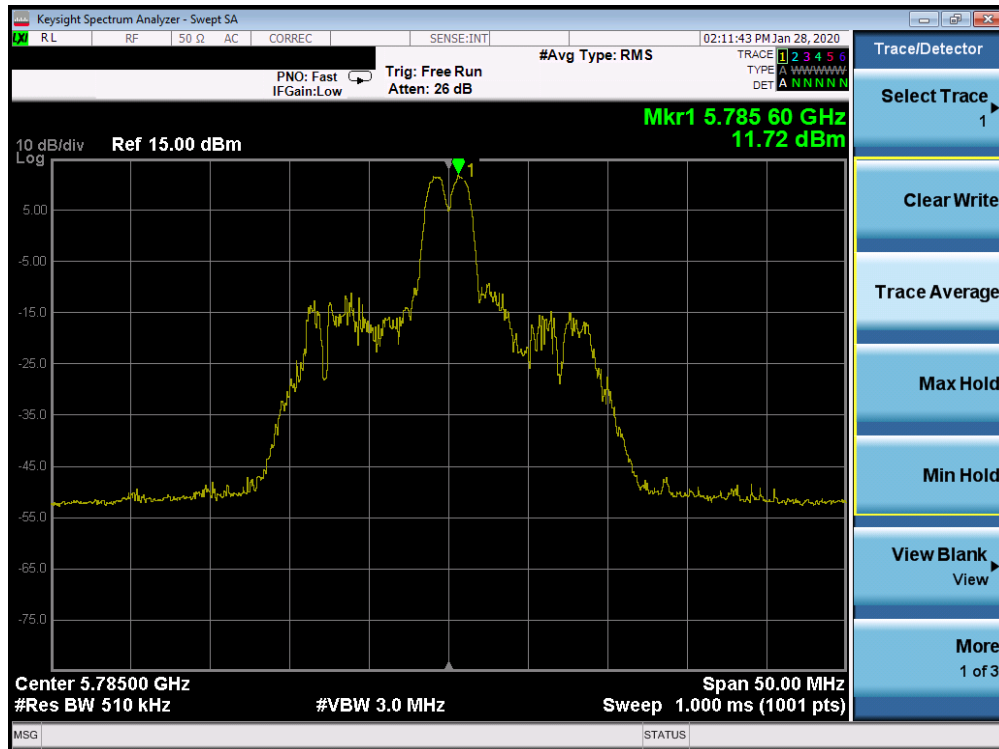 Keysight Spectrum Analyzer - Swept SA
LXI RL RF 50 Ω AC CORREC SENSE:INT 02:11:43 PM Jan 28, 2020
PNO: Fast
IFGain:Low
Trig: Free Run
Atten: 26 dB
#Avg Type: RMS
TRACE 1 2 3 4 5 6
TYPE A WWWWW
DET A N N N N N
Mkr1 5.785 60 GHz
11.72 dBm
10 dB/div
Log
Ref 15.00 dBm
1
5.00
-5.00
-15.0
-25.0
-35.0
-45.0
-55.0
-65.0
-75.0
Center 5.78500 GHz
#Res BW 510 kHz
#VBW 3.0 MHz
Span 50.00 MHz
Sweep 1.000 ms (1001 pts)
MSG
STATUS
Trace/Detector
Select Trace
1
Clear Write
Trace Average
Max Hold
Min Hold
View Blank
View
More
1 of 3